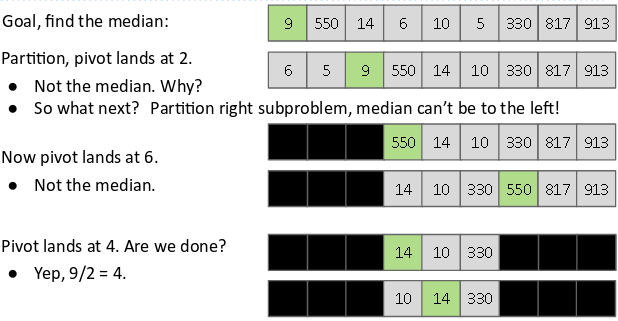 Goal, find the median:
9 550 14 6 10 5 330 817 913
Partition, pivot lands at 2.
6 5 9 550 14 10 330 817 913
● Not the median. Why?
● So what next? Partition right subproblem, median can’t be to the left!
550 14 10 330 817 913
Now pivot lands at 6.
● Not the median.
14 10 330 550 817 913
Pivot lands at 4. Are we done?
14 10 330
● Yep, 9/2 = 4.
10 14 330